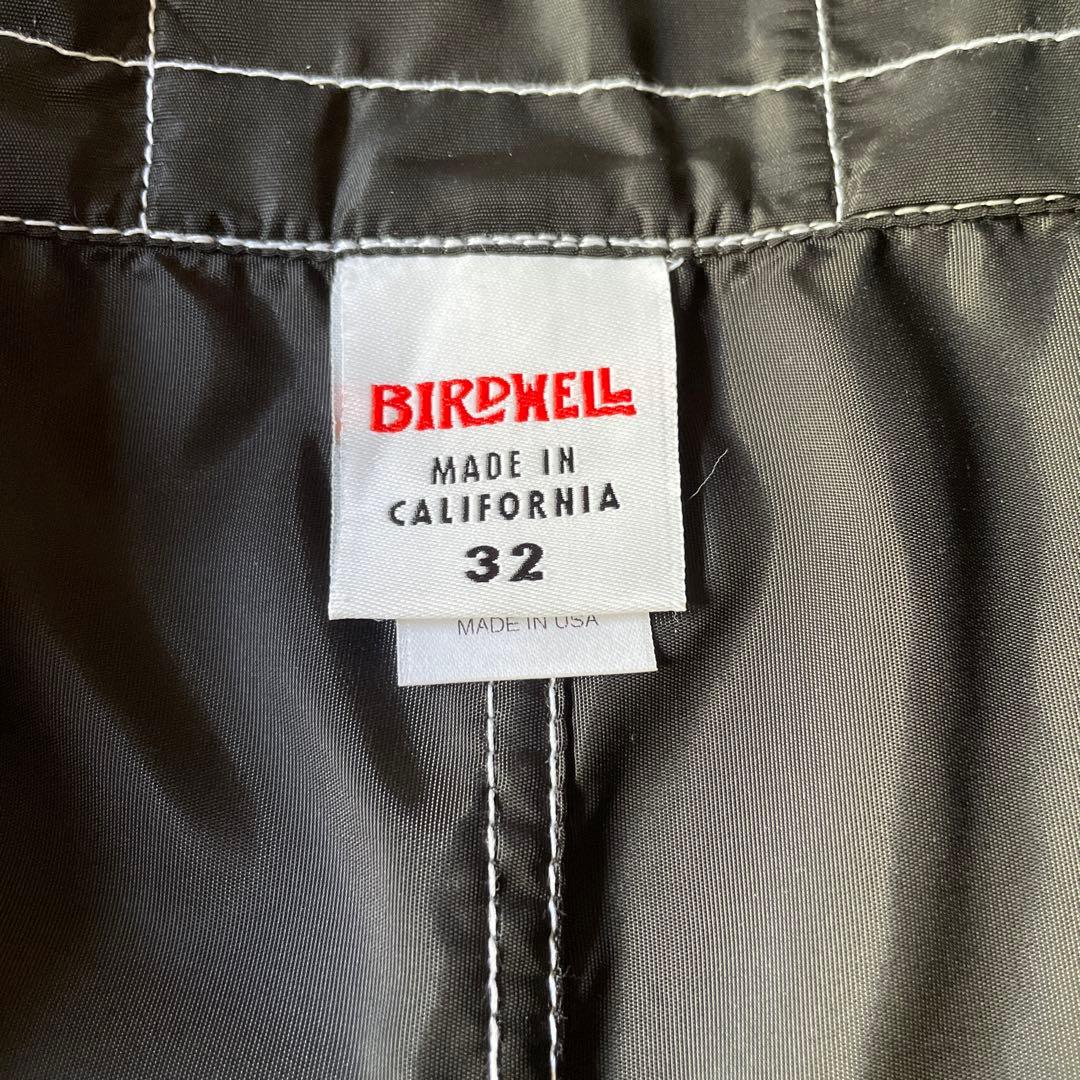 BIRDWELL
MADE IN
CALIFORNIA
32
MADE IN USA